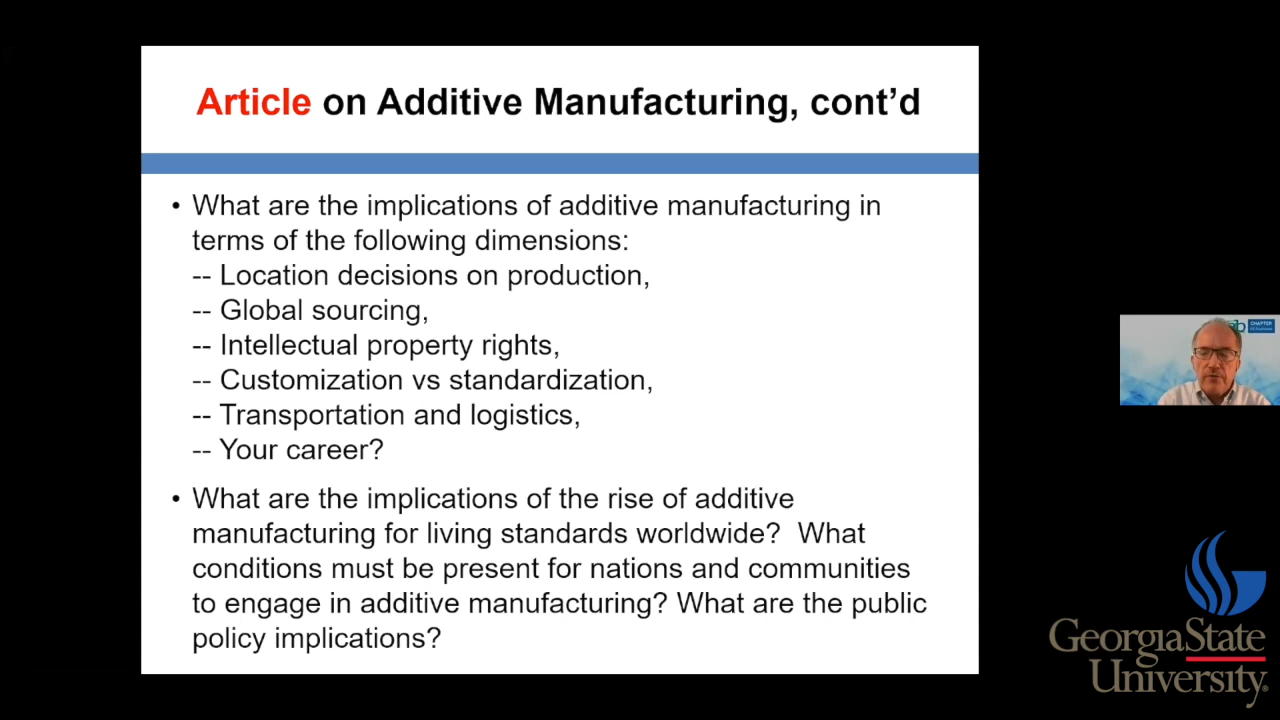 Article on Additive Manufacturing, cont’d
• What are the implications of additive manufacturing in
terms of the following dimensions:
-- Location decisions on production,
-- Global sourcing,
-- Intellectual property rights,
-- Customization vs standardization,
-- Transportation and logistics,
-- Your career?
• What are the implications of the rise of additive
manufacturing for living standards worldwide?  What
conditions must be present for nations and communities
to engage in additive manufacturing? What are the public
policy implications?
CHAPTER
GeorgiaState
University®